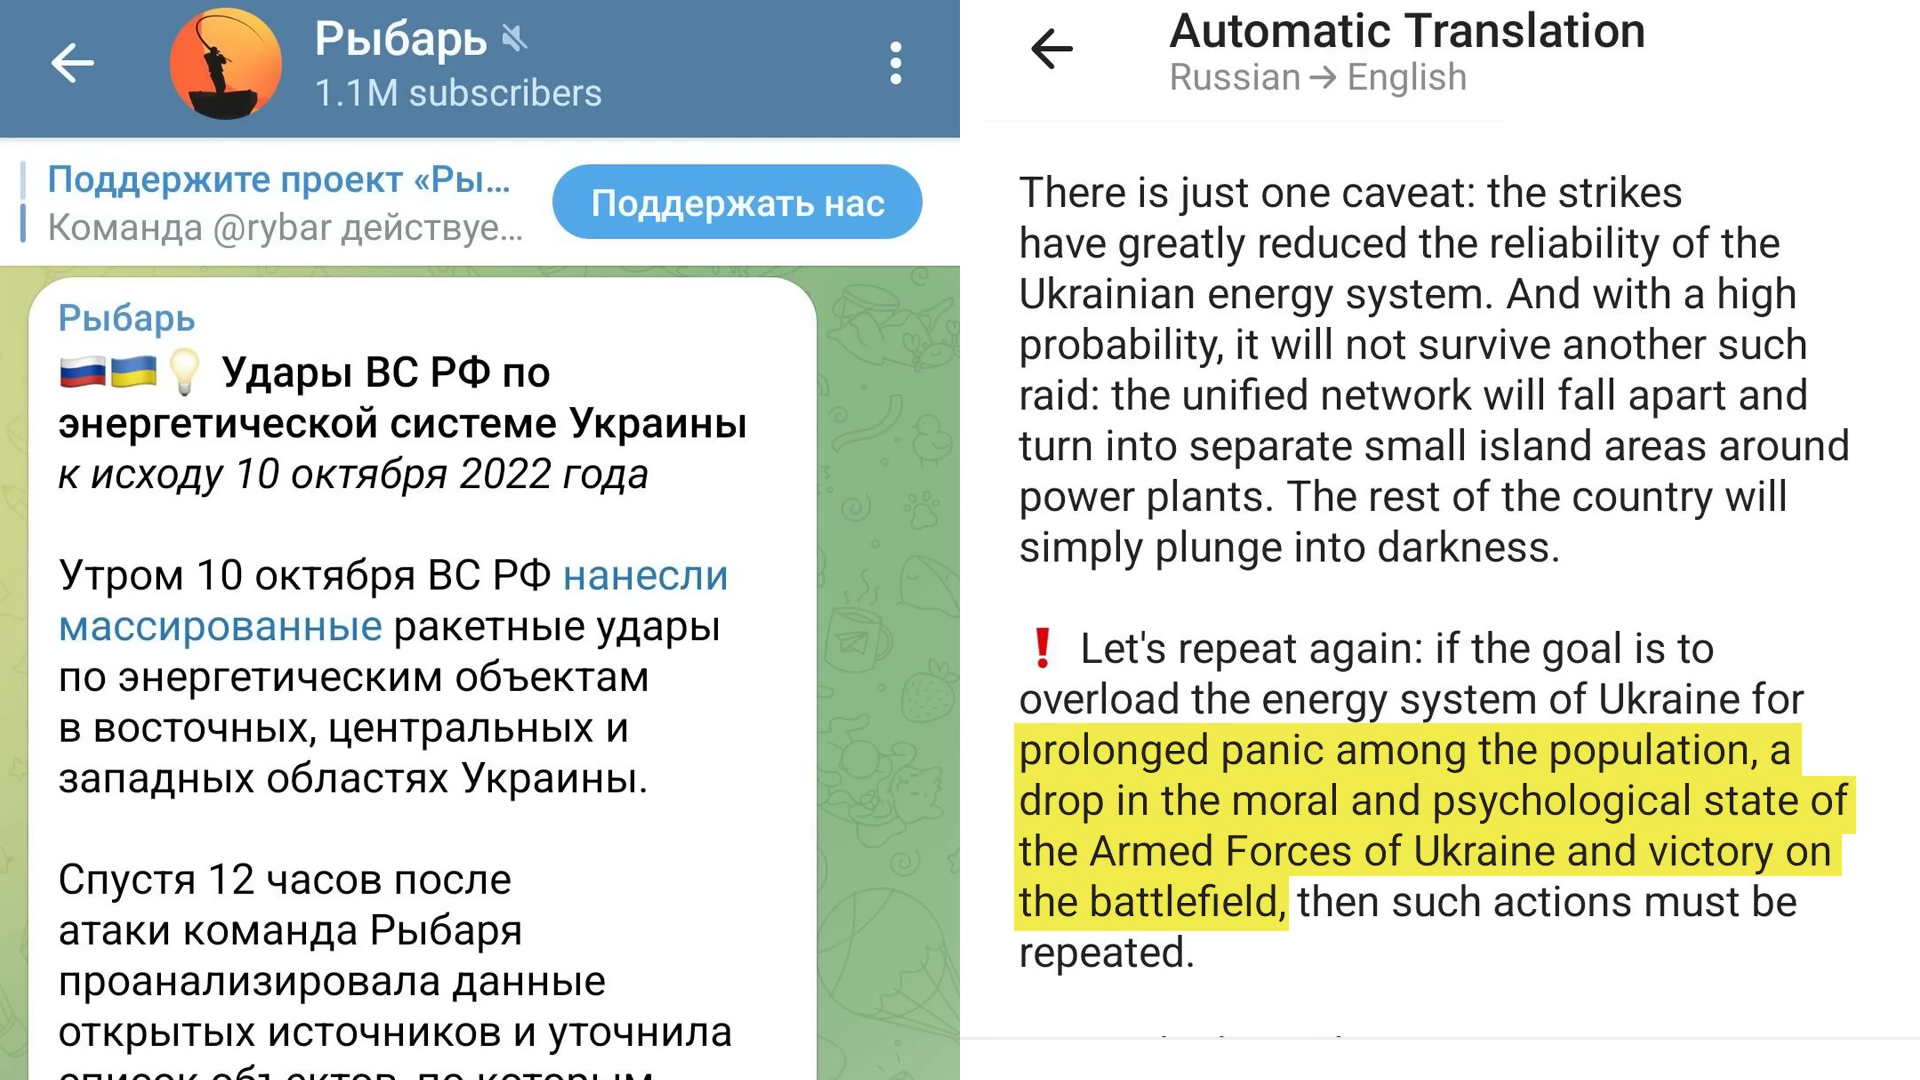 Рыбарь
1.1M subscribers
Поддержите проект «Ры...
Команда @rybar действуе...
Поддержать нас
Рыбарь
Удары ВС РФ по
энергетической системе Украины
к исходу 10 октября 2022 года
Утром 10 октября ВС РФ нанесли
массированные ракетные удары
по энергетическим объектам
в восточных, центральных и
западных областях Украины.
Спустя 12 часов после
атаки команда Рыбаря
проанализировала данные
открытых источников и уточнила
список объектов, по которым
Automatic Translation
Russian → English
There is just one caveat: the strikes
have greatly reduced the reliability of the
Ukrainian energy system. And with a high
probability, it will not survive another such
raid: the unified network will fall apart and
turn into separate small island areas around
power plants. The rest of the country will
simply plunge into darkness.
❗ Let's repeat again: if the goal is to
overload the energy system of Ukraine for
prolonged panic among the population, a
drop in the moral and psychological state of
the Armed Forces of Ukraine and victory on
the battlefield, then such actions must be
repeated.